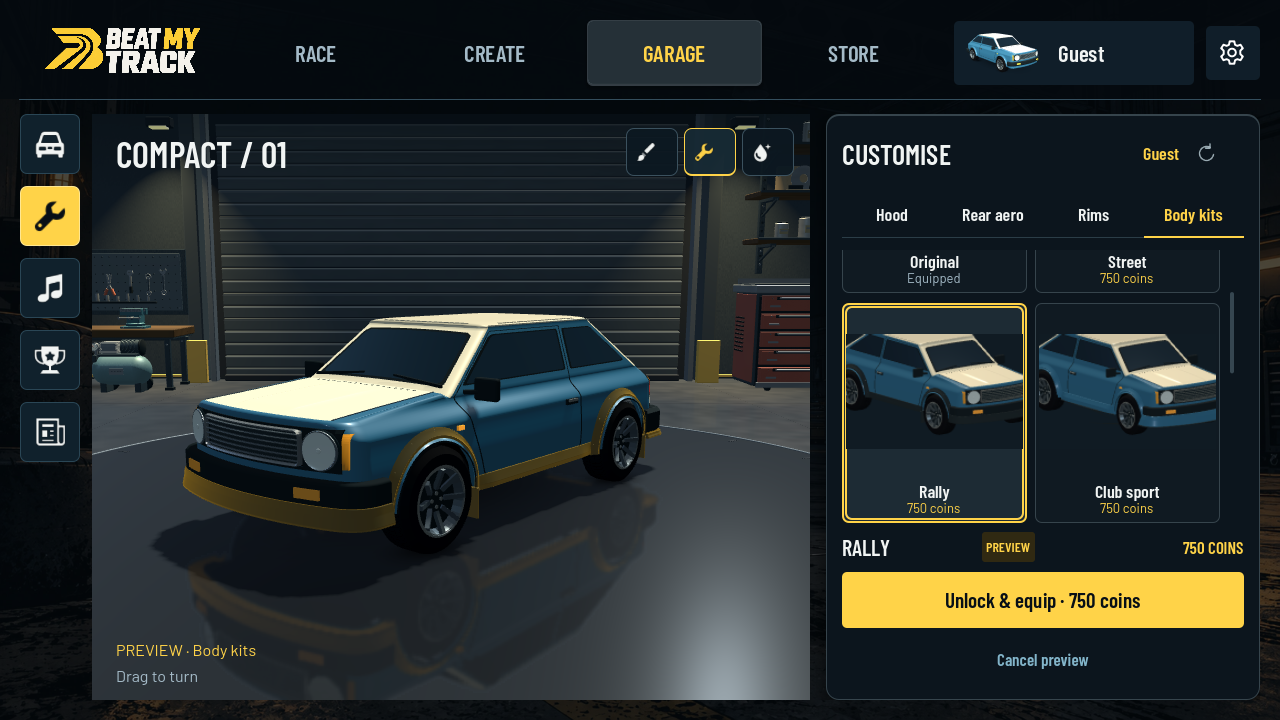 BEAT MY
TRACK
RACE
CREATE
GARAGE
STORE
Guest
COMPACT / 01
CUSTOMISE
Guest
Hood
Rear aero
Rims
Body kits
Original
Equipped
Street
750 coins
Rally
750 coins
Club sport
750 coins
RALLY
PREVIEW
750 COINS
Unlock & equip · 750 coins
Cancel preview
PREVIEW · Body kits
Drag to turn